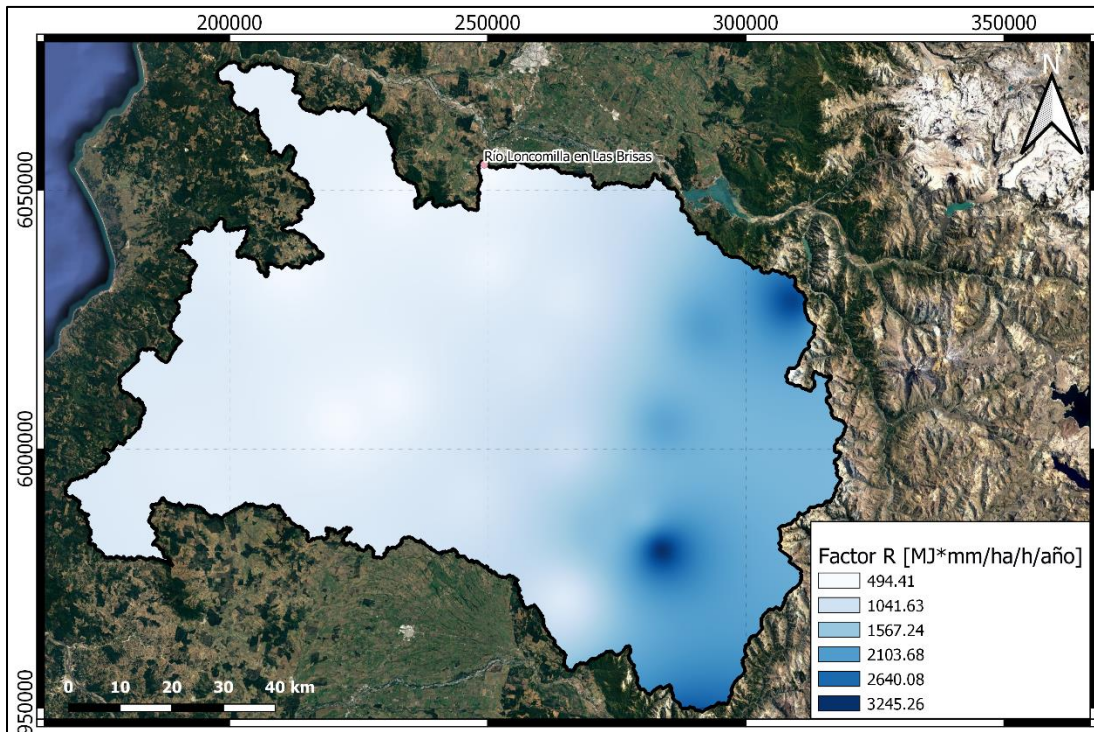 200000 250000 300000 350000
N
Río Loncomilla en Las Brisas
6050000
6000000
950000
Factor R [MJ*mm/ha/h/año]
494.41
1041.63
1567.24
2103.68
2640.08
3245.26
0 10 20 30 40 km